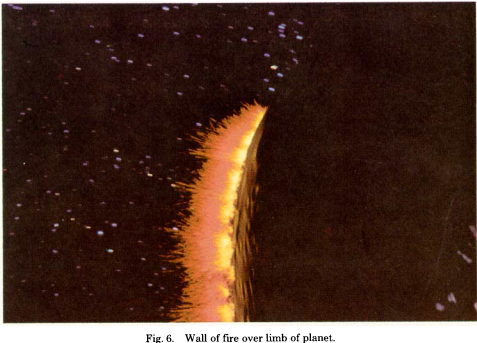 Fig. 6. Wall of fire over limb of planet.